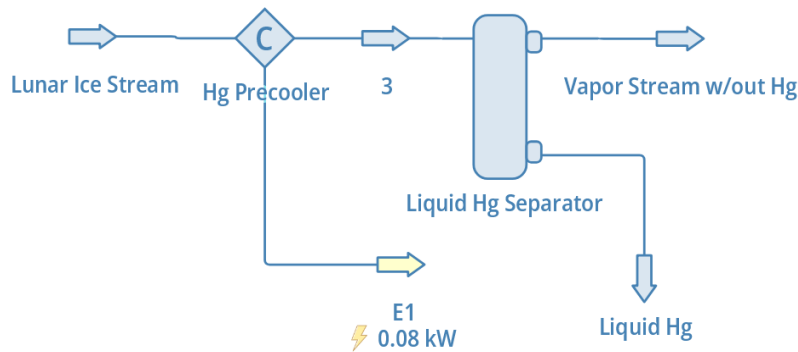 C
Lunar Ice Stream
Hg Precooler
3
Vapor Stream w/out Hg
Liquid Hg Separator
E1
0.08 kW
Liquid Hg